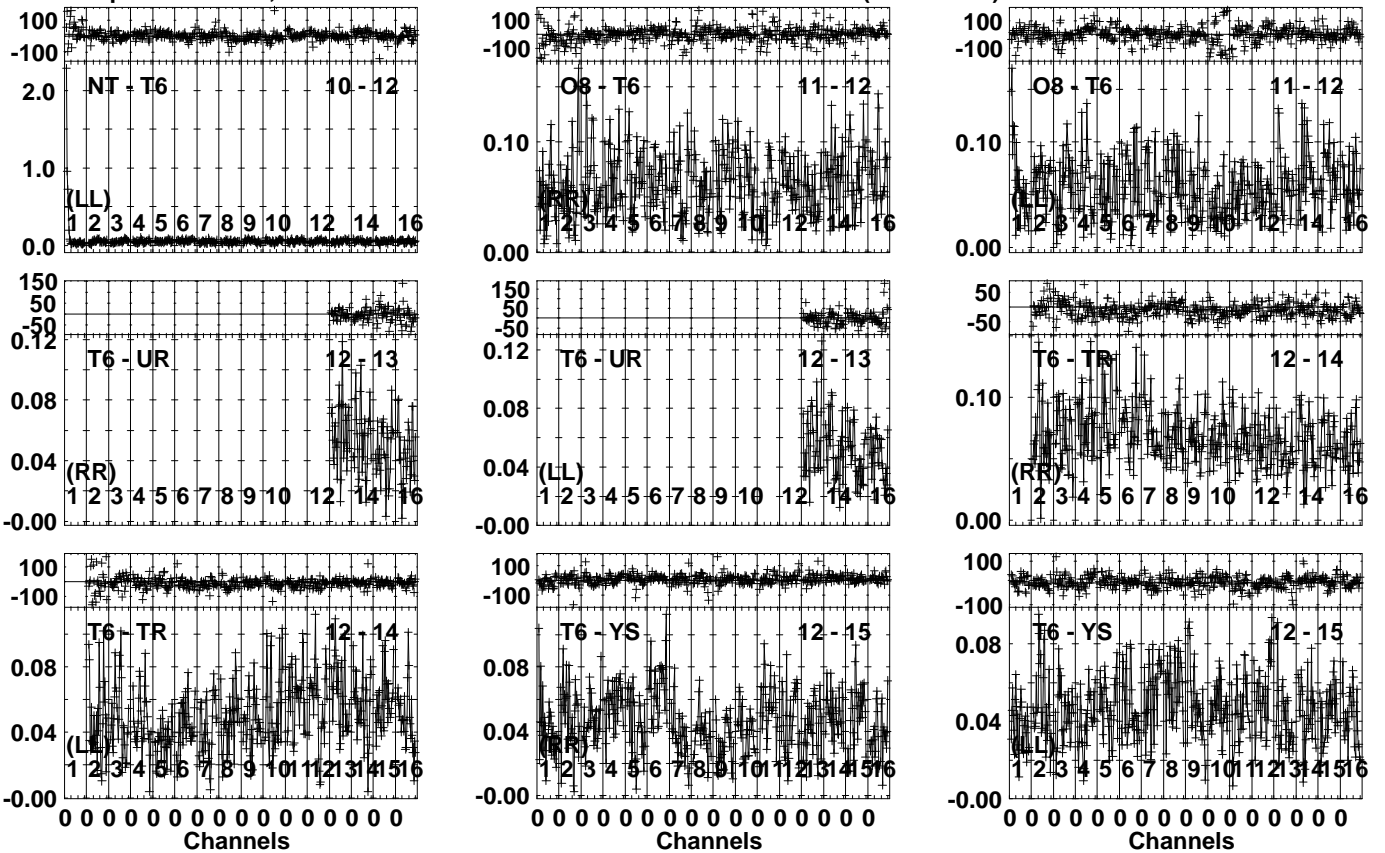 100 100 100
-100 -100 -100
NT - T6 10 - 12 O8 - T6 11 - 12 O8 - T6 11 - 12
2.0
0.10 0.10
1.0
(LL) (RR) (LL)
1 2 3 4 5 6 7 8 9 10 12 14 16 1 2 3 4 5 6 7 8 9 10 12 14 16 1 2 3 4 5 6 7 8 9 10 12 14 16
0.0 0.00 0.00
150 150 50
50 50
-50 -50 -50
0.12 0.12
T6 - UR 12 - 13 T6 - UR 12 - 13 T6 - TR 12 - 14
0.08 0.08 0.10
0.04 0.04
(RR) (LL) (RR)
1 2 3 4 5 6 7 8 9 10 12 14 16 1 2 3 4 5 6 7 8 9 10 12 14 16 1 2 3 4 5 6 7 8 9 10 12 14 16
-0.00 -0.00 0.00
100 100 100
-100 -100 -100
T6 - TR 12 - 14 T6 - YS 12 - 15 T6 - YS 12 - 15
0.08 0.08 0.08
0.04 0.04 0.04
(LL) (RR) (LL)
1 2 3 4 5 6 7 8 9 10 11 12 13 14 15 16 1 2 3 4 5 6 7 8 9 10 11 12 13 14 15 16 1 2 3 4 5 6 7 8 9 10 11 12 13 14 15 16
-0.00 0.00 -0.00
0 0 0 0 0 0 0 0 0 0 0 0 0 0 0 0 0 0 0 0 0 0 0 0 0 0 0 0 0 0 0 0 0 0 0 0 0 0 0 0 0 0 0 0 0 0 0 0
Channels Channels Channels